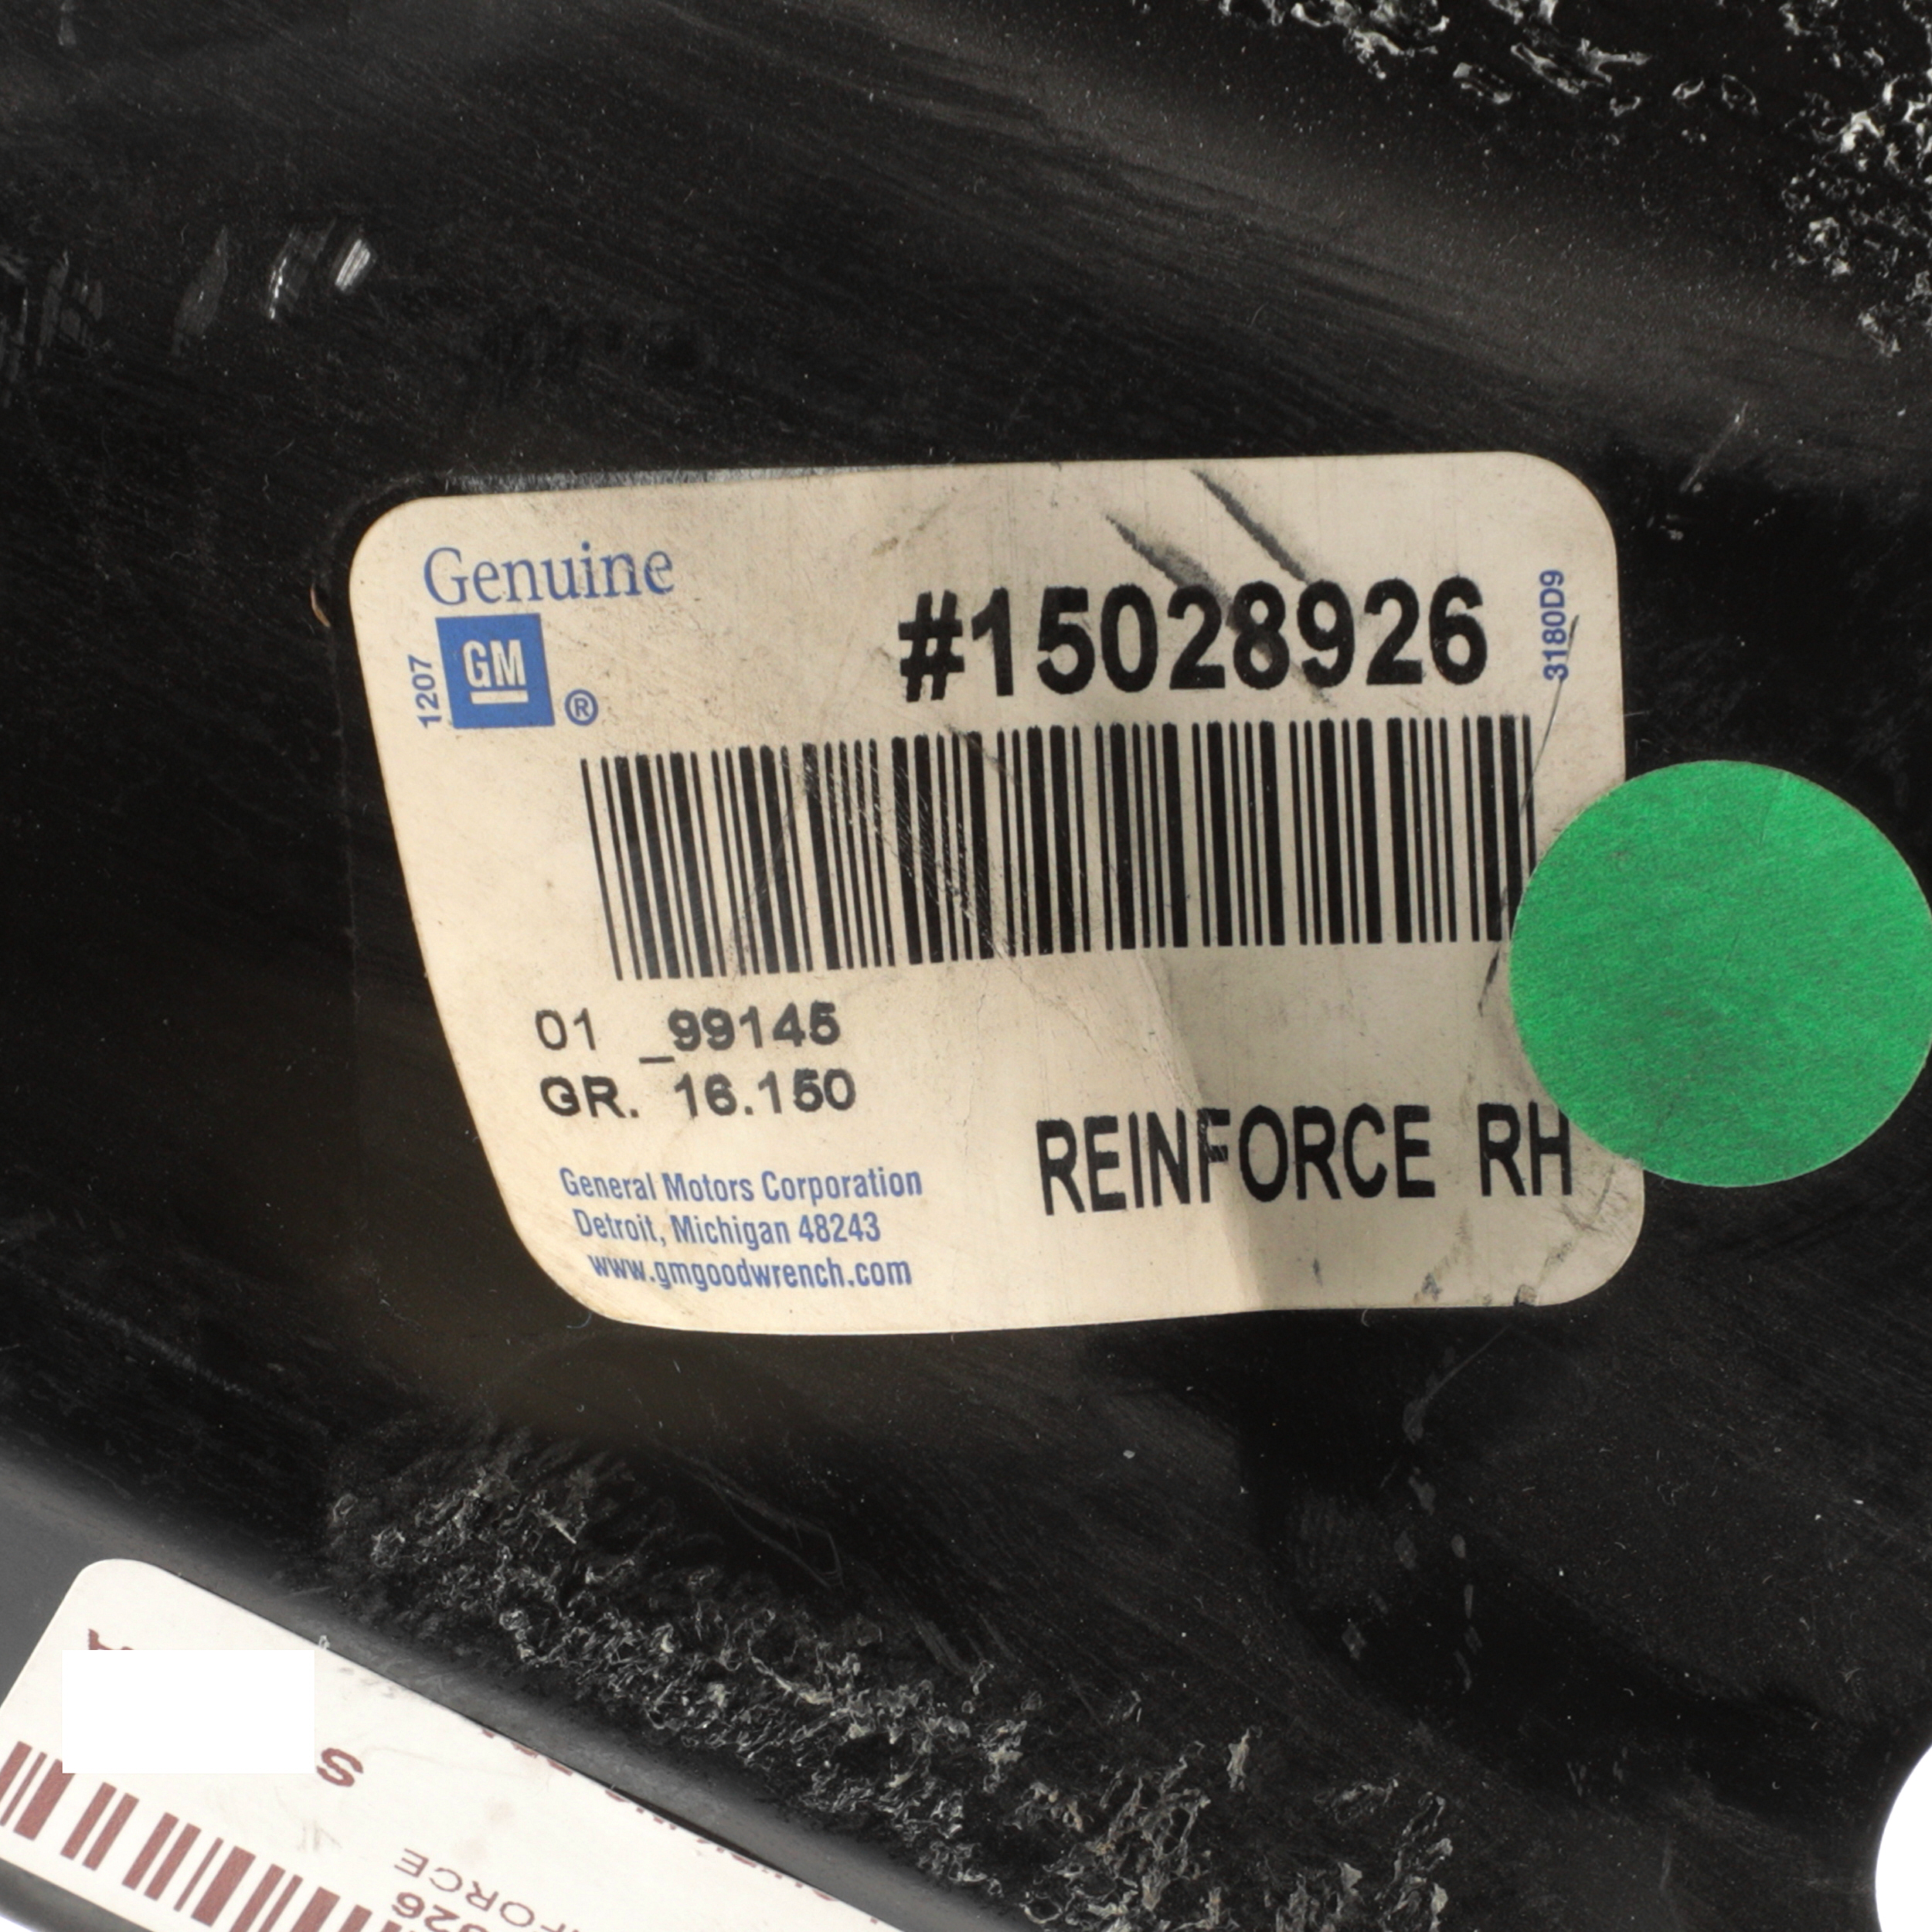 Genuine
GM ®
1207
#15028926
3180D9
01 _99145
GR. 16.150
REINFORCE RH
General Motors Corporation
Detroit, Michigan 48243
www.gmgoodwrench.com
S